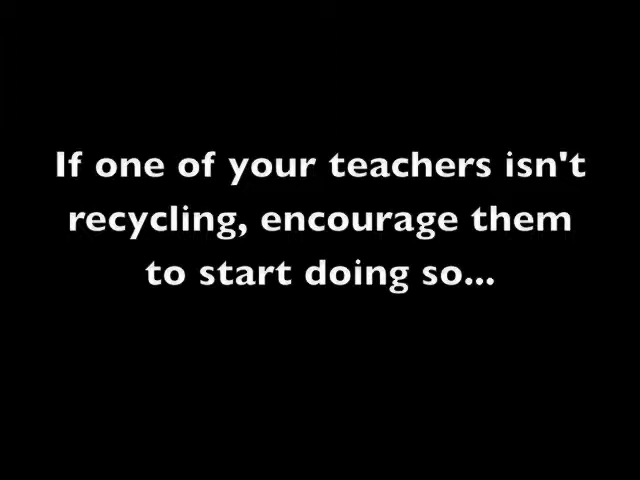 If one of your teachers isn't
recycling, encourage them
to start doing so...